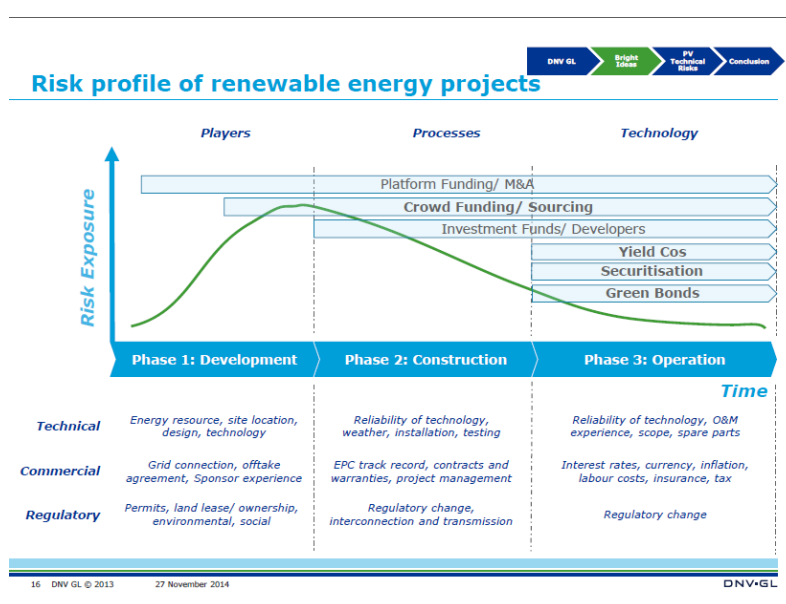 DNV GL
Bright
Ideas
PV
Technical
Risks
Conclusion
Risk profile of renewable energy projects
Players
Processes
Technology
Risk Exposure
Platform Funding/ M&A
Crowd Funding/ Sourcing
Investment Funds/ Developers
Yield Cos
Securitisation
Green Bonds
Phase 1: Development
Phase 2: Construction
Phase 3: Operation
Time
Technical
Energy resource, site location,
design, technology
Reliability of technology,
weather, installation, testing
Reliability of technology, O&M
experience, scope, spare parts
Commercial
Grid connection, offtake
agreement, Sponsor experience
EPC track record, contracts and
warranties, project management
Interest rates, currency, inflation,
labour costs, insurance, tax
Regulatory
Permits, land lease/ ownership,
environmental, social
Regulatory change,
interconnection and transmission
Regulatory change
16 DNV GL © 2013 27 November 2014
DNV·GL